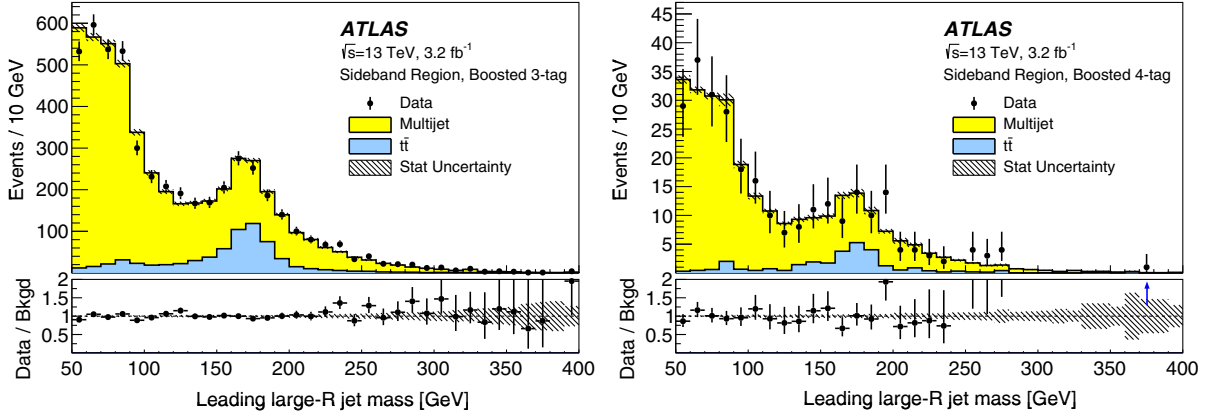 Events / 10 GeV
600
500
400
300
200
100
ATLAS
√s=13 TeV, 3.2 fb⁻¹
Sideband Region, Boosted 3-tag
Data
Multijet
tt̄
Stat Uncertainty
Data / Bkgd
2
1.5
1
0.5
50 100 150 200 250 300 350 400
Leading large-R jet mass [GeV]
Events / 10 GeV
45
40
35
30
25
20
15
10
5
ATLAS
√s=13 TeV, 3.2 fb⁻¹
Sideband Region, Boosted 4-tag
Data
Multijet
tt̄
Stat Uncertainty
Data / Bkgd
2
1.5
1
0.5
50 100 150 200 250 300 350 400
Leading large-R jet mass [GeV]